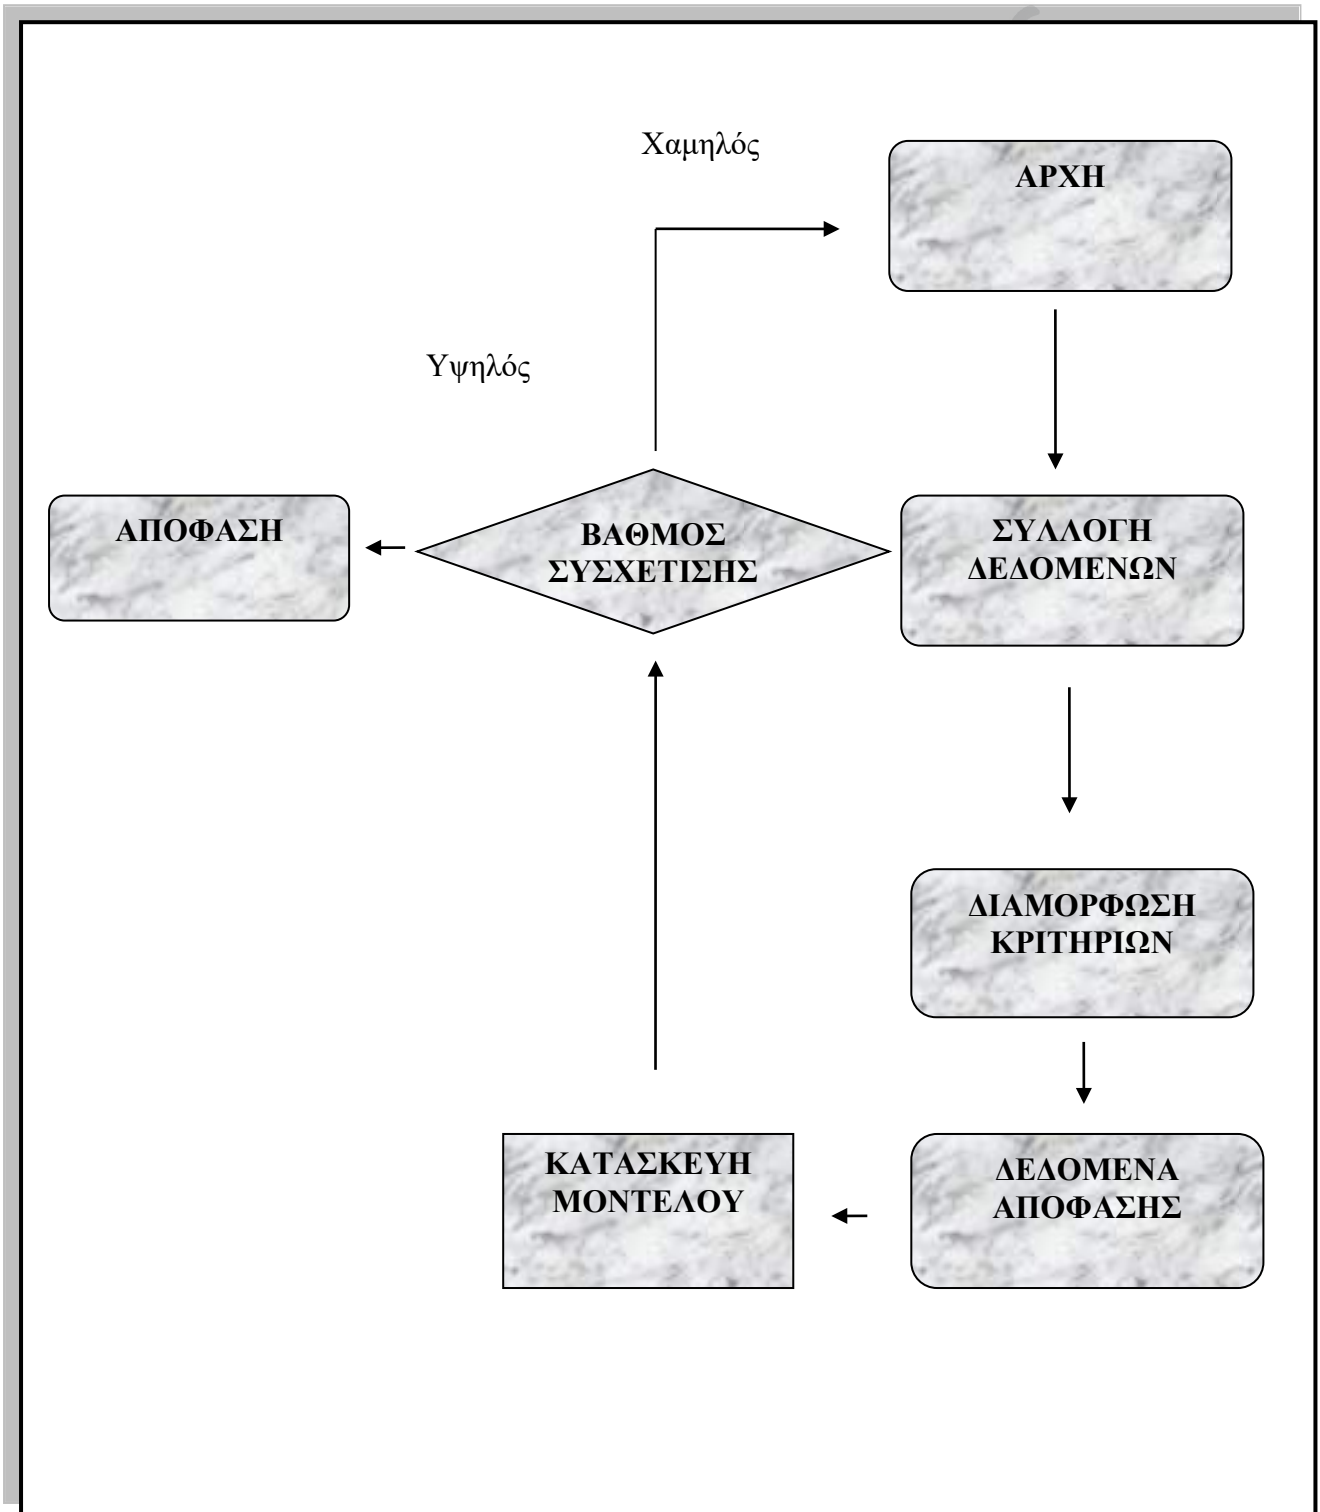 Χαμηλός
ΑΡΧΗ
Υψηλός
ΑΠΟΦΑΣΗ
ΒΑΘΜΟΣ
ΣΥΣΧΕΤΙΣΗΣ
ΣΥΛΛΟΓΗ
ΔΕΔΟΜΕΝΩΝ
ΔΙΑΜΟΡΦΩΣΗ
ΚΡΙΤΗΡΙΩΝ
ΚΑΤΑΣΚΕΥΗ
ΜΟΝΤΕΛΟΥ
ΔΕΔΟΜΕΝΑ
ΑΠΟΦΑΣΗΣ